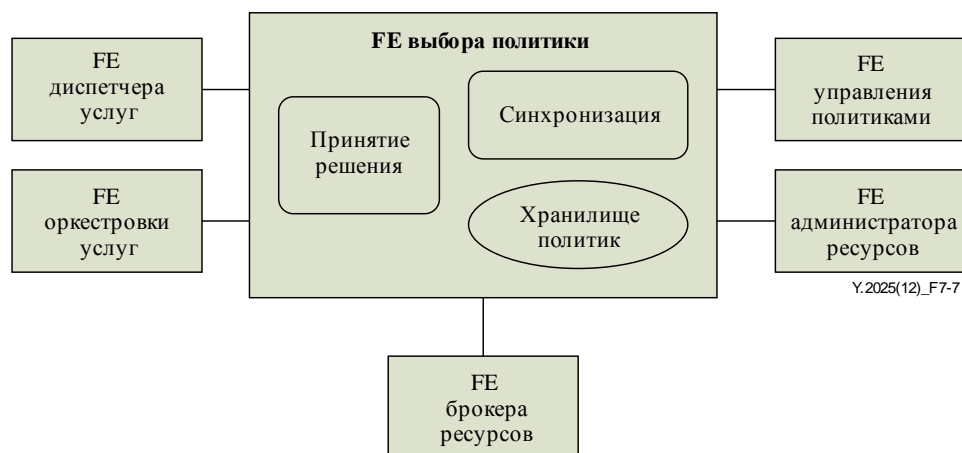 FE выбора политики
FE
диспетчера
услуг
Принятие
решения
Синхронизация
FE
управления
политиками
FE
оркестровки
услуг
Хранилище
политик
FE
администратора
ресурсов
Y.2025(12)_F7-7
FE
брокера
ресурсов